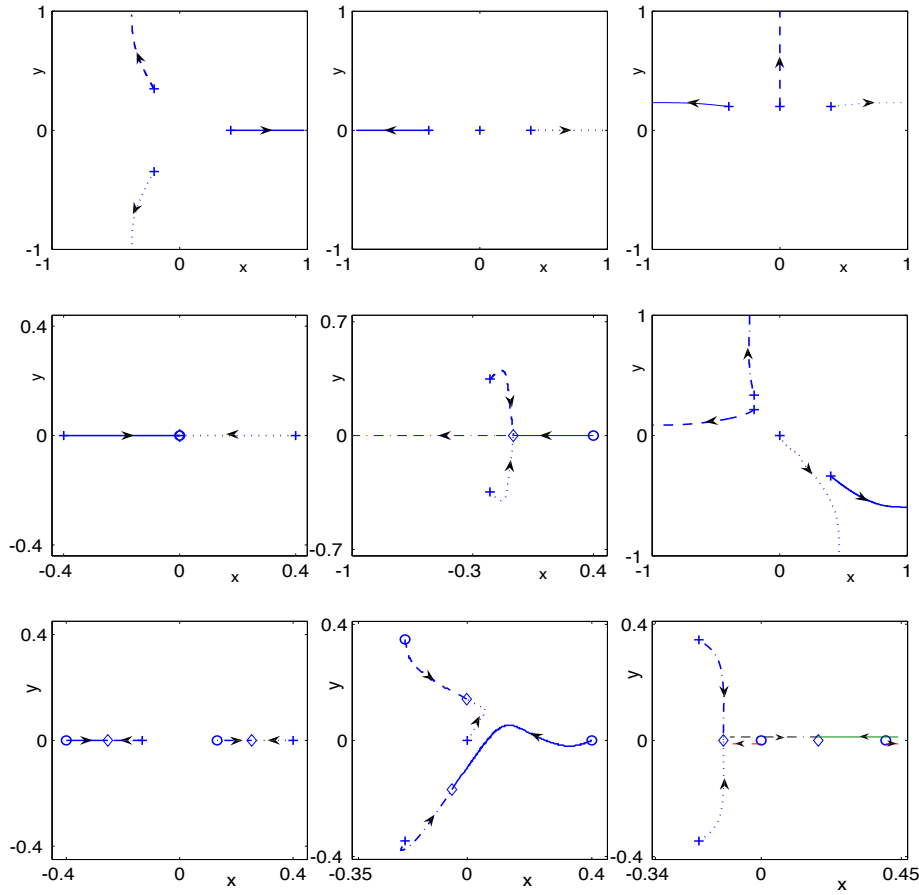 1 1 1
y y y
0 0 0
-1 -1 -1
-1 0 x 1 -1 0 x 1 -1 0 x 1
0.4 0.7 1
y y y
0 0 0
-0.4 -0.7 -1
-0.4 0 x 0.4 -1 -0.3 x 0.4 -1 0 x 1
0.4 0.4 0.4
y y y
0 0 0
-0.4 -0.4 -0.4
-0.4 0 x 0.4 -0.35 0 x 0.4 -0.34 0 x 0.45